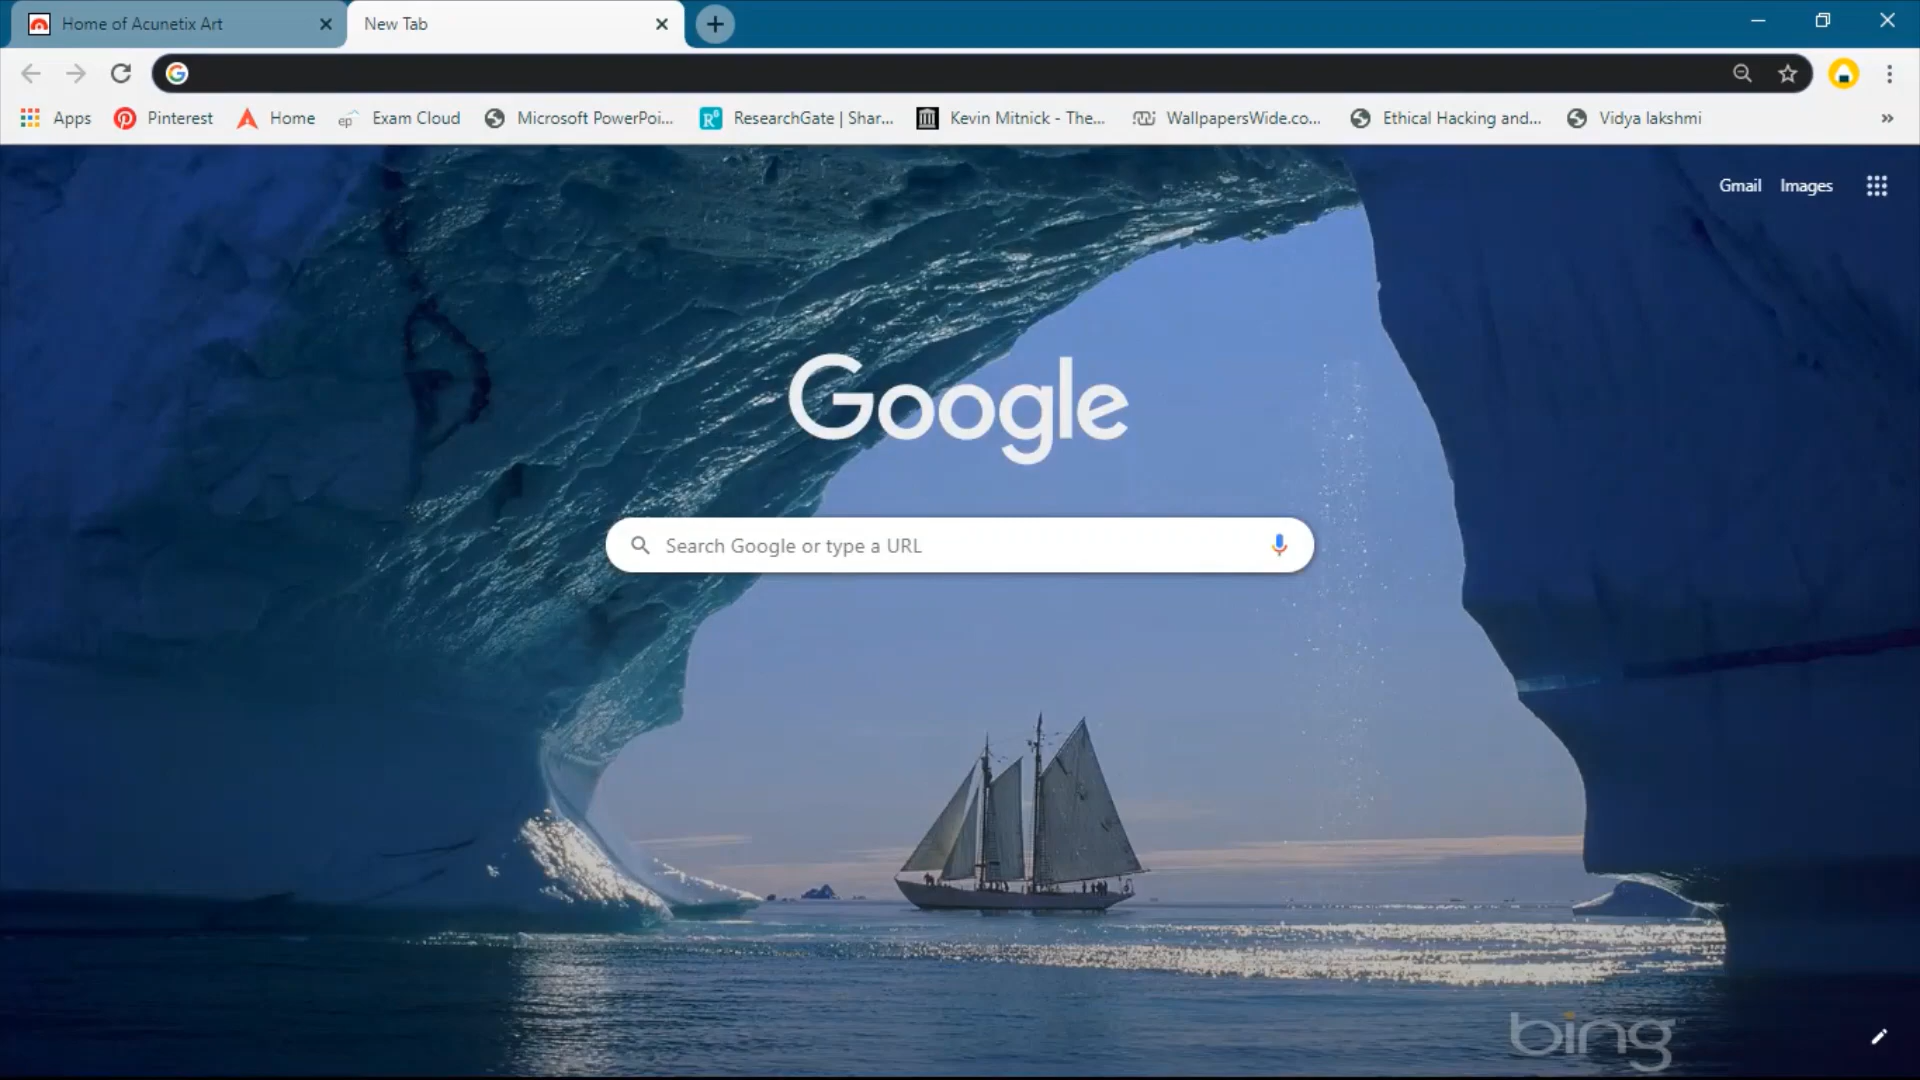 Home of Acunetix Art
New Tab
Apps Pinterest Home ep Exam Cloud Microsoft PowerPoi... R ResearchGate | Shar... Kevin Mitnick - The... WallpapersWide.co... Ethical Hacking and... Vidya lakshmi »
Gmail Images
Google
Search Google or type a URL
bing